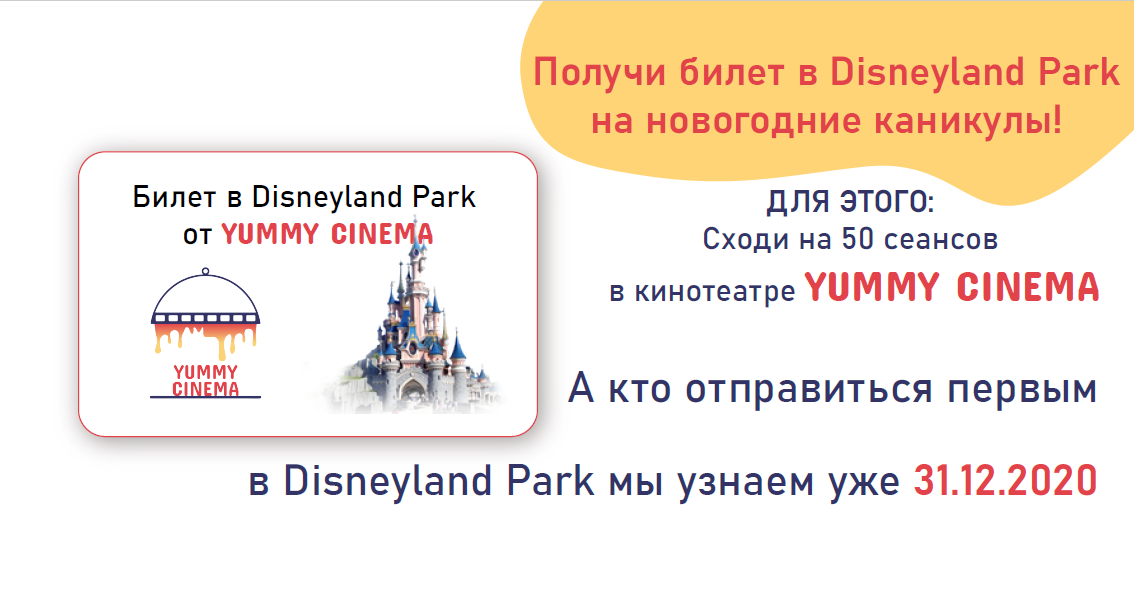 Получи билет в Disneyland Park
на новогодние каникулы!
Билет в Disneyland Park
от YUMMY CINEMA
YUMMY
CINEMA
ДЛЯ ЭТОГО:
Сходи на 50 сеансов
в кинотеатре YUMMY CINEMA
А кто отправиться первым
в Disneyland Park мы узнаем уже 31.12.2020